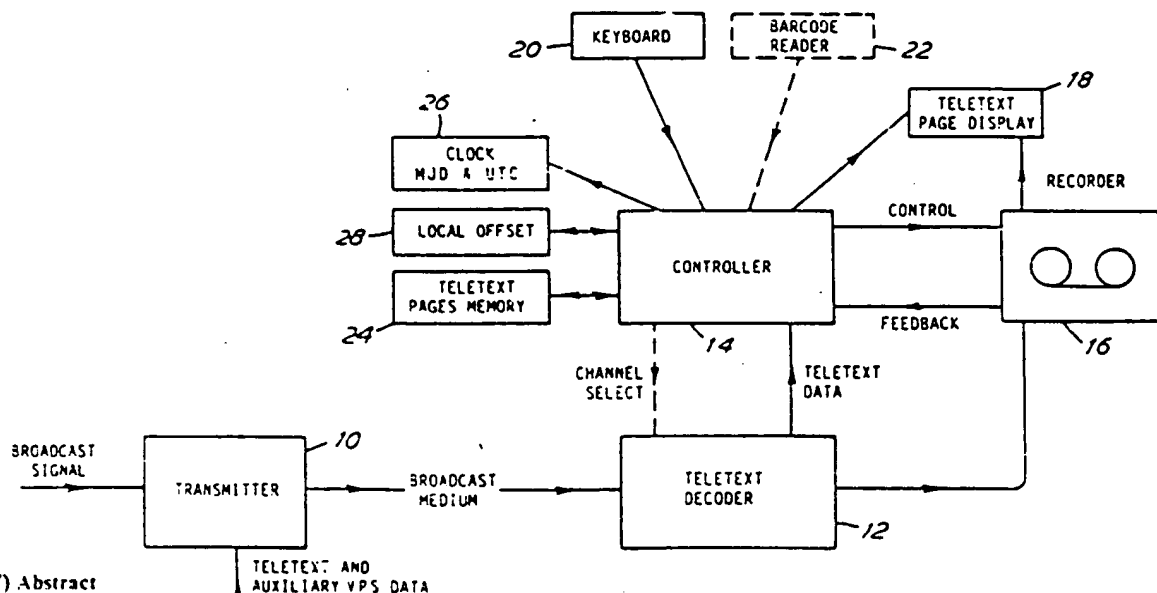 KEYBOARD
20
BARCODE
READER
22
18
TELETEXT
PAGE DISPLAY
26
CLOCK
MJD & UTC
RECORDER
28
LOCAL OFFSET
CONTROL
CONTROLLER
TELETEXT
PAGES MEMORY
24
14
FEEDBACK
16
CHANNEL
SELECT
TELETEXT
DATA
10
BROADCAST
SIGNAL
TRANSMITTER
BROADCAST
MEDIUM
TELETEXT
DECODER
12
TELETEXT AND
AUXILIARY VPS DATA
) Abstract